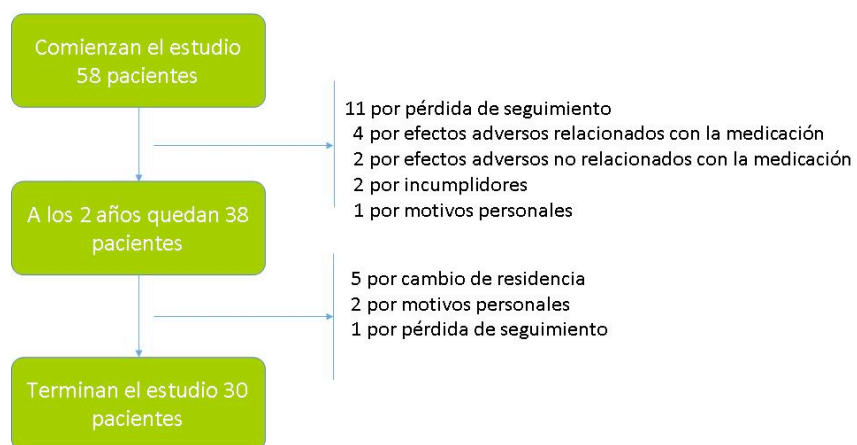 Comienzan el estudio
58 pacientes
11 por pérdida de seguimiento
4 por efectos adversos relacionados con la medicación
2 por efectos adversos no relacionados con la medicación
2 por incumplidores
1 por motivos personales
A los 2 años quedan 38
pacientes
5 por cambio de residencia
2 por motivos personales
1 por pérdida de seguimiento
Terminan el estudio 30
pacientes